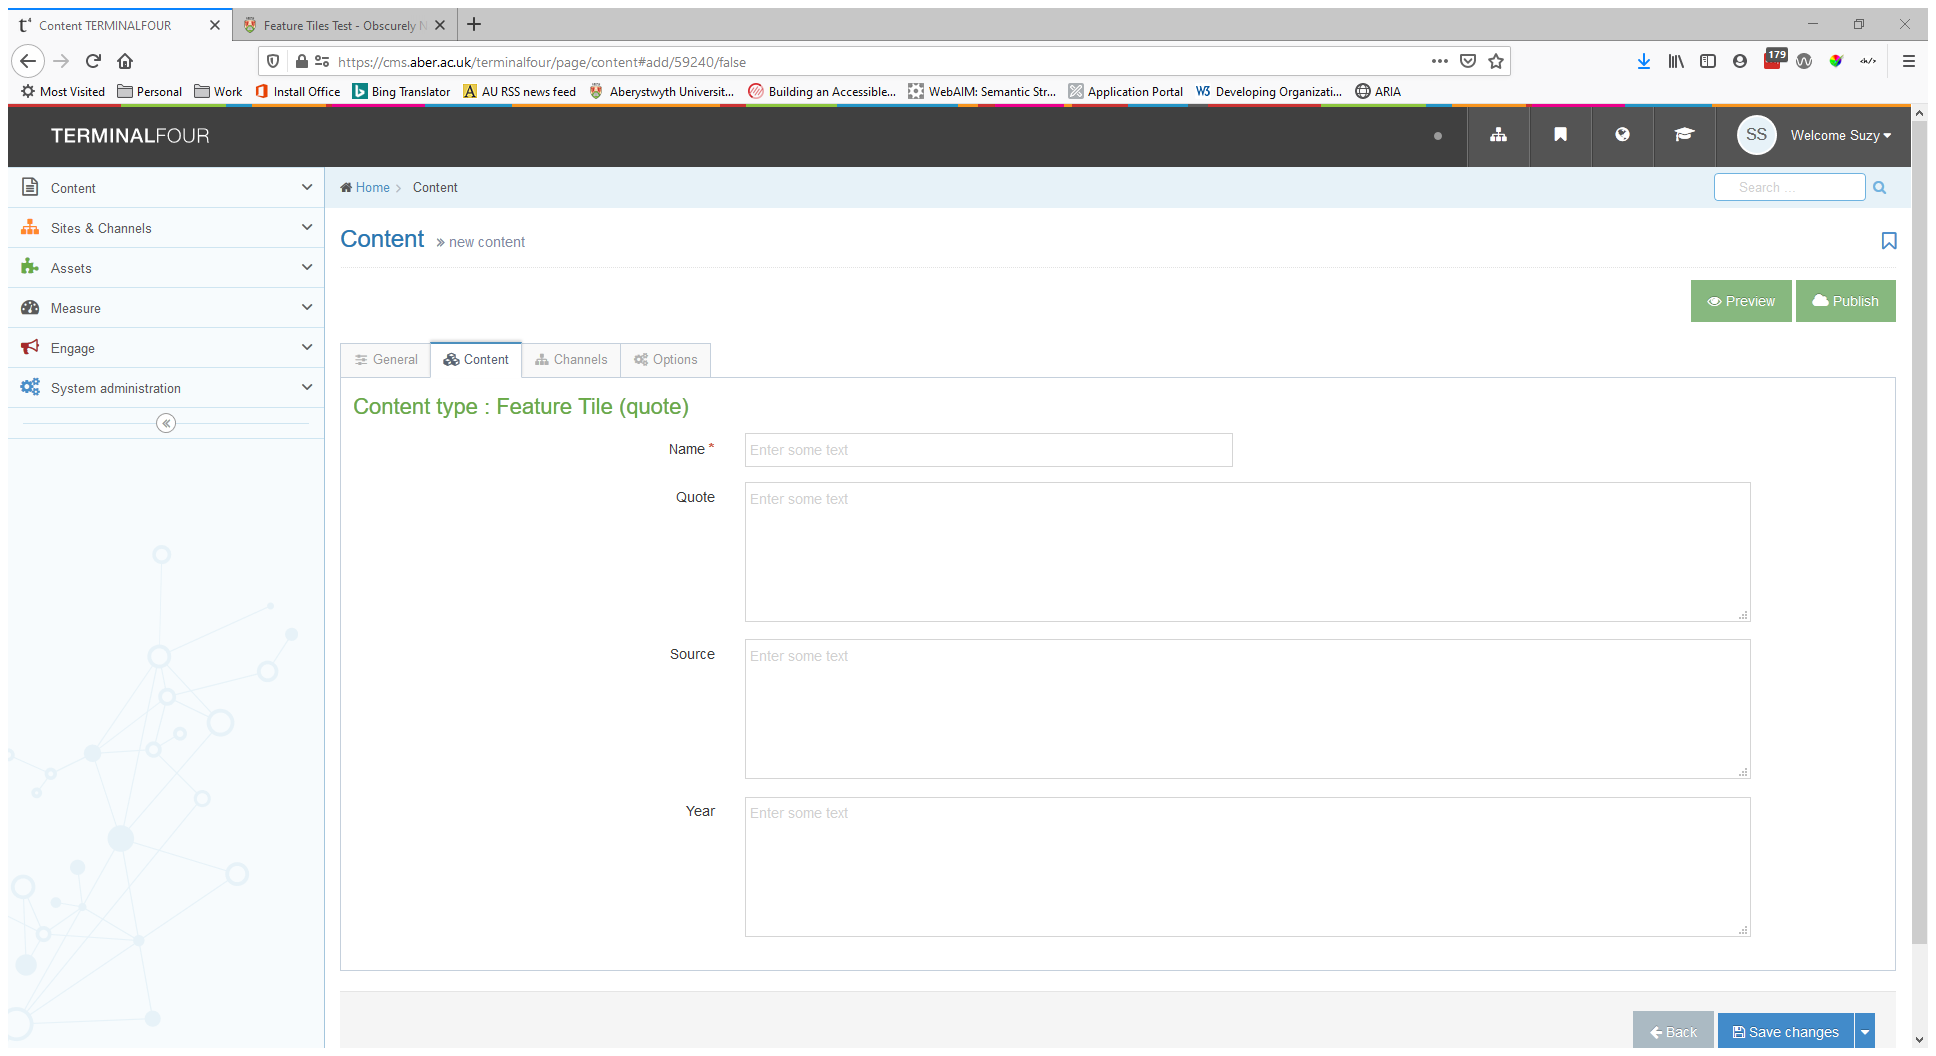 Content TERMINALFOUR
Feature Tiles Test - Obscurely N
https://cms.aber.ac.uk/terminalfour/page/content#add/59240/false
179
Most Visited Personal Work Install Office Bing Translator AU RSS news feed Aberystwyth Universit... Building an Accessible... WebAIM: Semantic Str... Application Portal W3 Developing Organizati... ARIA
TERMINALFOUR
SS Welcome Suzy
Content
Sites & Channels
Assets
Measure
Engage
System administration
Home > Content
Search ...
Content » new content
Preview Publish
General Content Channels Options
Content type : Feature Tile (quote)
Name * Enter some text
Quote Enter some text
Source Enter some text
Year Enter some text
Back Save changes